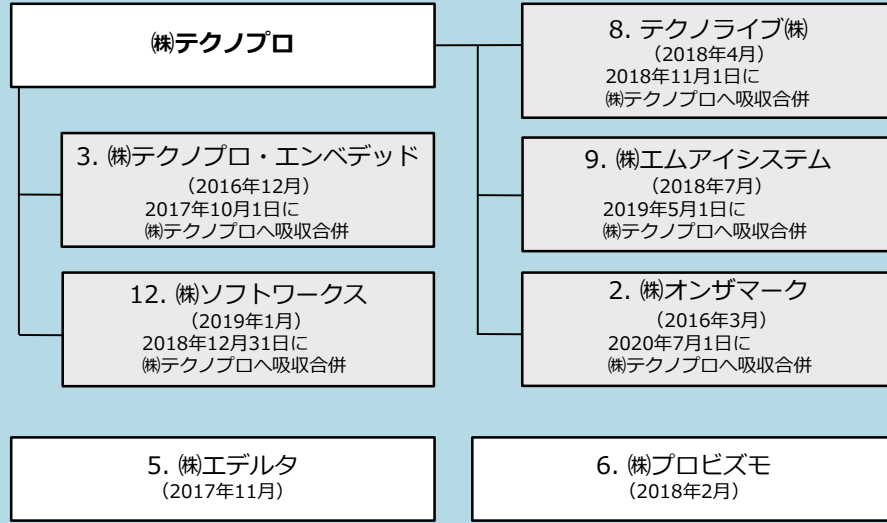 ㈱テクノプロ
8. テクノライブ㈱
（2018年4月）
2018年11月1日に
㈱テクノプロへ吸収合併
3. ㈱テクノプロ・エンベデッド
（2016年12月）
2017年10月1日に
㈱テクノプロへ吸収合併
9. ㈱エムアイシステム
（2018年7月）
2019年5月1日に
㈱テクノプロへ吸収合併
12. ㈱ソフトワークス
（2019年1月）
2018年12月31日に
㈱テクノプロへ吸収合併
2. ㈱オンザマーク
（2016年3月）
2020年7月1日に
㈱テクノプロへ吸収合併
5. ㈱エデルタ
（2017年11月）
6. ㈱プロビズモ
（2018年2月）